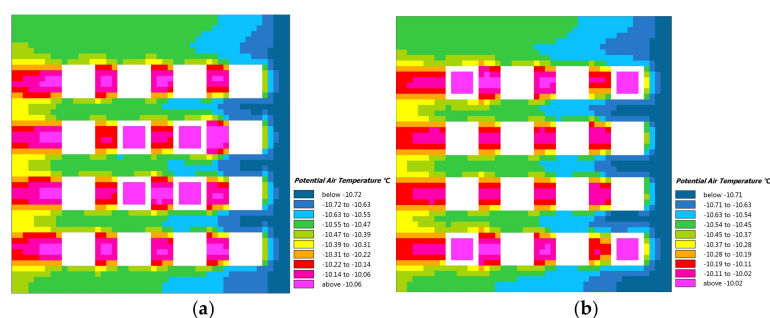 Potential Air Temperature °C
below -10.72
-10.72 to -10.63
-10.63 to -10.55
-10.55 to -10.47
-10.47 to -10.39
-10.39 to -10.31
-10.31 to -10.22
-10.22 to -10.14
-10.14 to -10.06
above -10.06
(a)
Potential Air Temperature °C
below -10.71
-10.71 to -10.63
-10.63 to -10.54
-10.54 to -10.45
-10.45 to -10.37
-10.37 to -10.28
-10.28 to -10.19
-10.19 to -10.11
-10.11 to -10.02
above -10.02
(b)